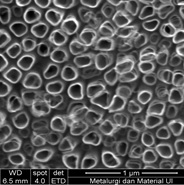 WD spot det
6.5 mm 4.0 ETD
1 µm
Metalurgi dan Material UI